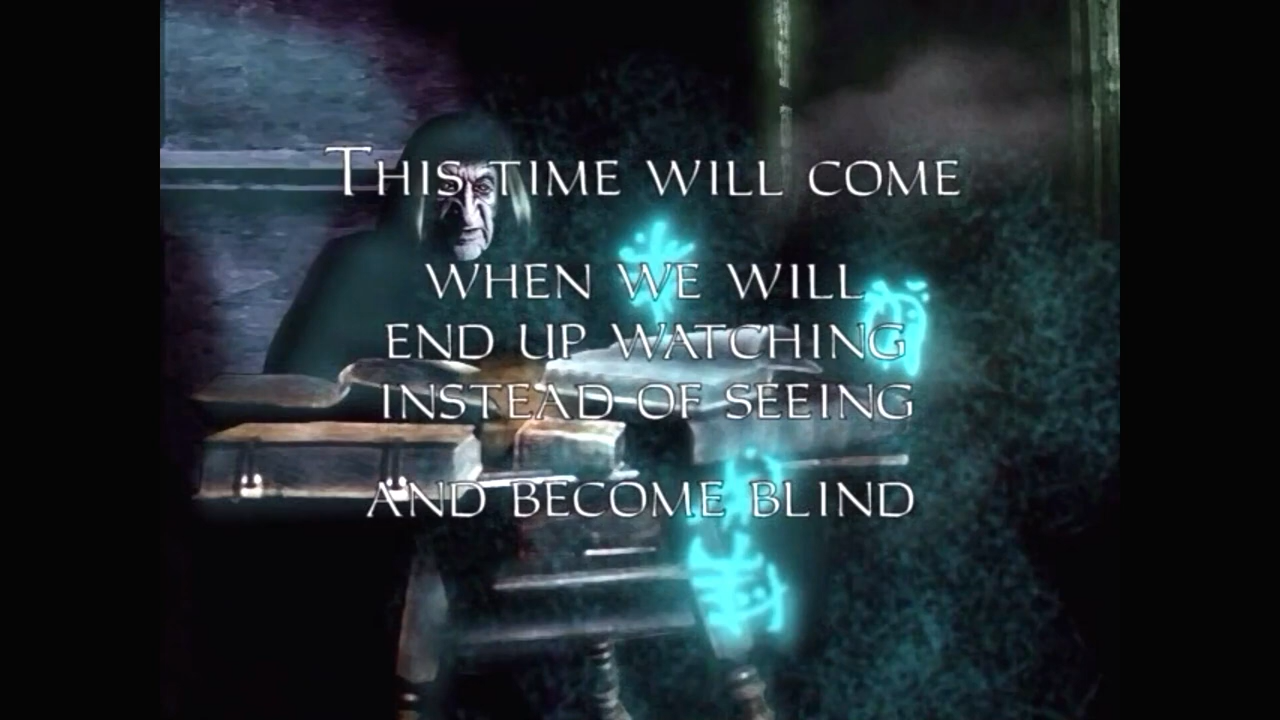 This time will come
when we will
end up watching
instead of seeing
and become blind